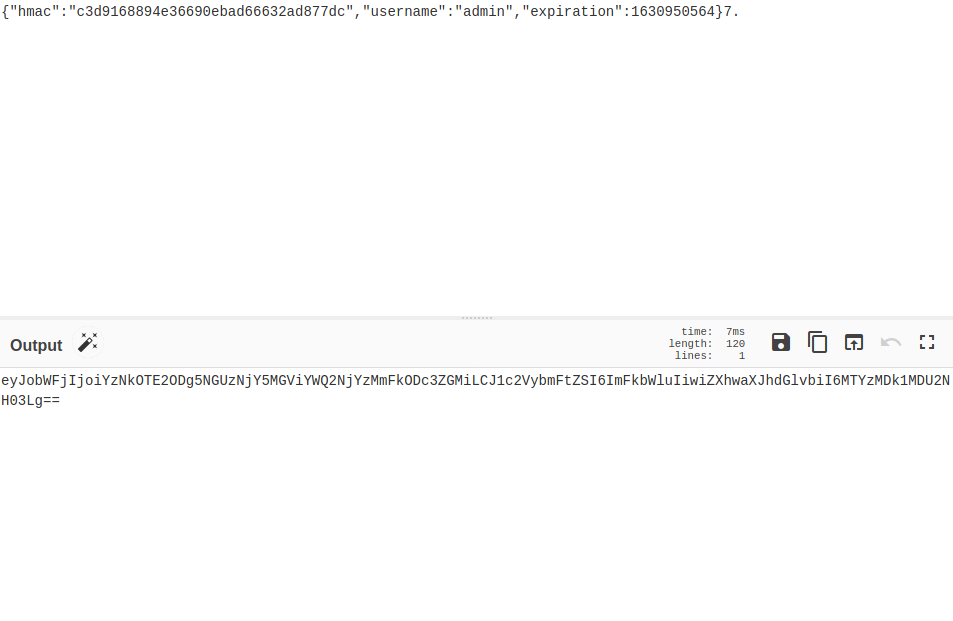 {"hmac":"c3d9168894e36690ebad66632ad877dc","username":"admin","expiration":1630950564}7.
Output
time: 7ms
length: 120
lines: 1
eyJobWFjIjoiYzNkOTE2ODg5NGUzNjY5MGViYWQ2NjYzMmFkODc3ZGMiLCJ1c2VybmFtZSI6ImFkbWluIiwiZXhwaXJhdGlvbiI6MTYzMDk1MDU2N
H03Lg==